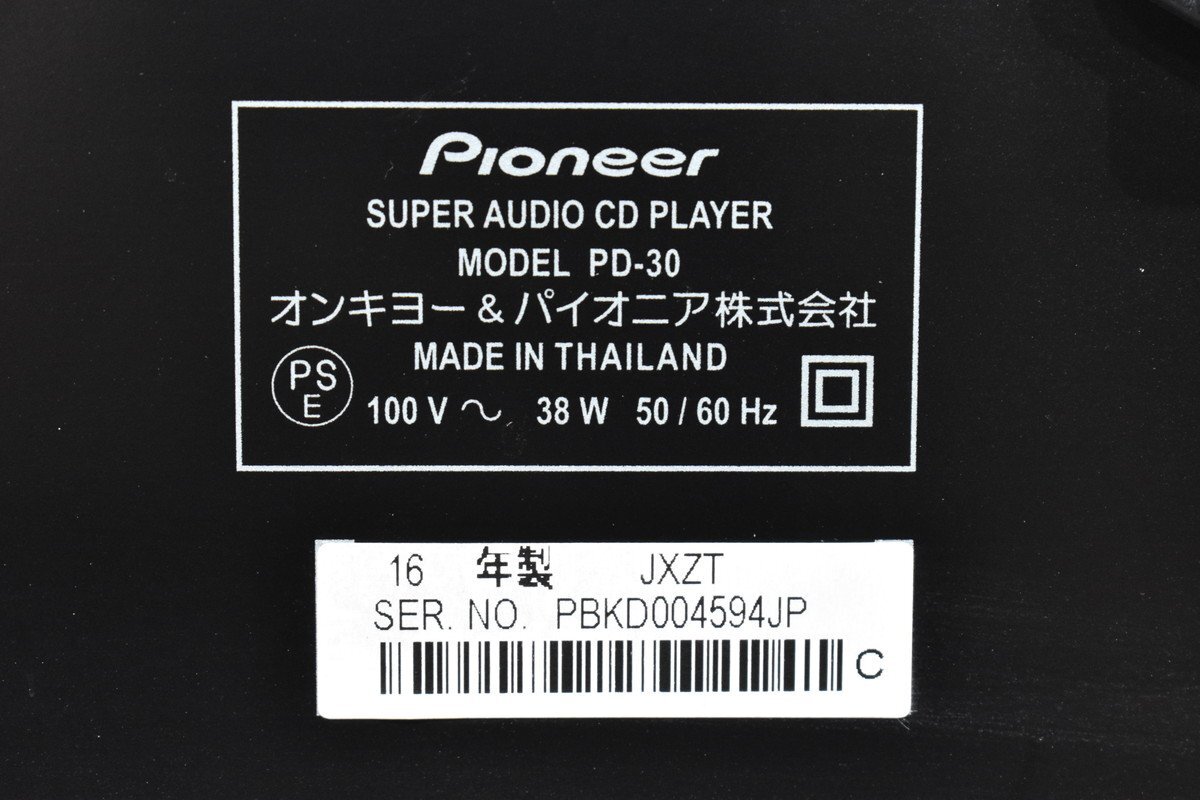 Pioneer
SUPER AUDIO CD PLAYER
MODEL PD-30
オンキヨー&パイオニア株式会社
MADE IN THAILAND
PS
E
100 V ～ 38 W 50 / 60 Hz
16 年製 JXZT
SER. NO. PBKD004594JP
C